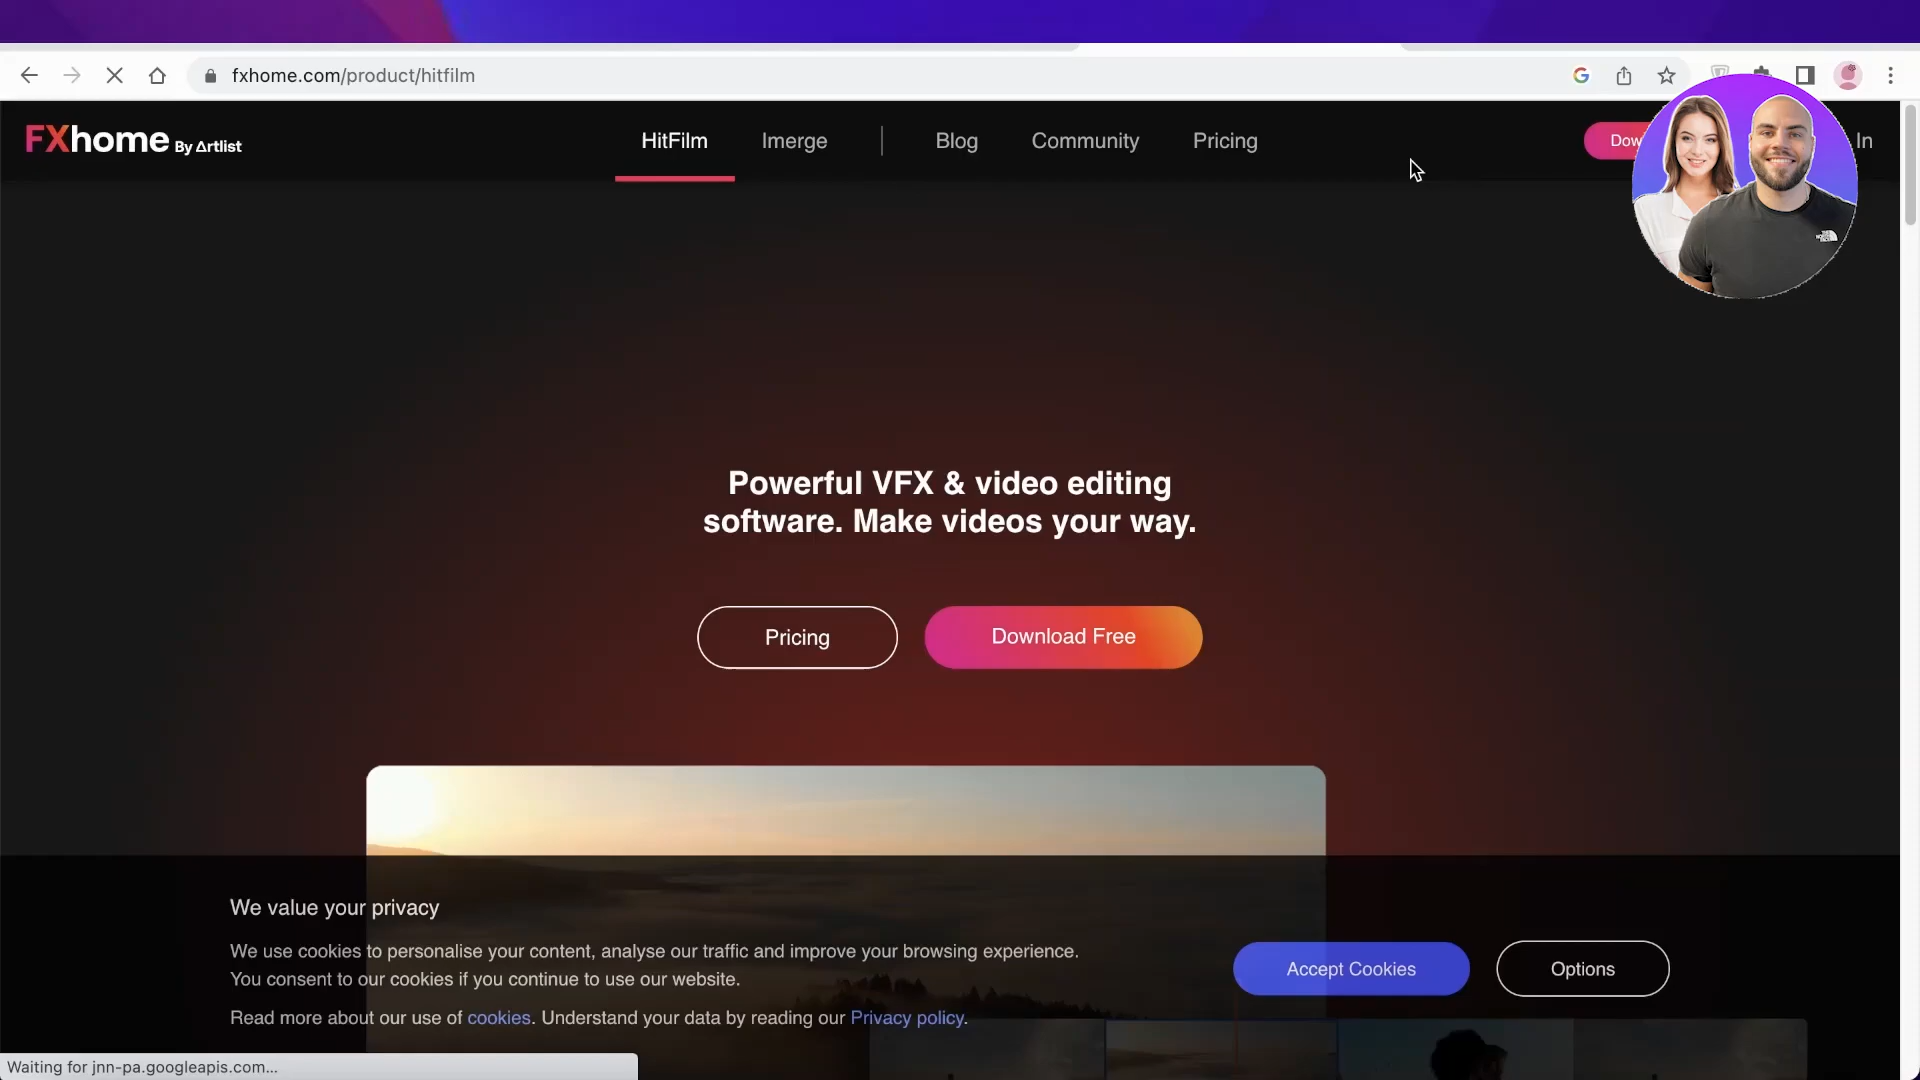 fxhome.com/product/hitfilm
FXhome By Artlist
HitFilm
Imerge
Blog
Community
Pricing
In
Powerful VFX & video editing
software. Make videos your way.
Pricing
Download Free
We value your privacy
We use cookies to personalise your content, analyse our traffic and improve your browsing experience.
You consent to our cookies if you continue to use our website.
Accept Cookies
Options
Read more about our use of cookies. Understand your data by reading our Privacy policy.
Waiting for jnn-pa.googleapis.com...